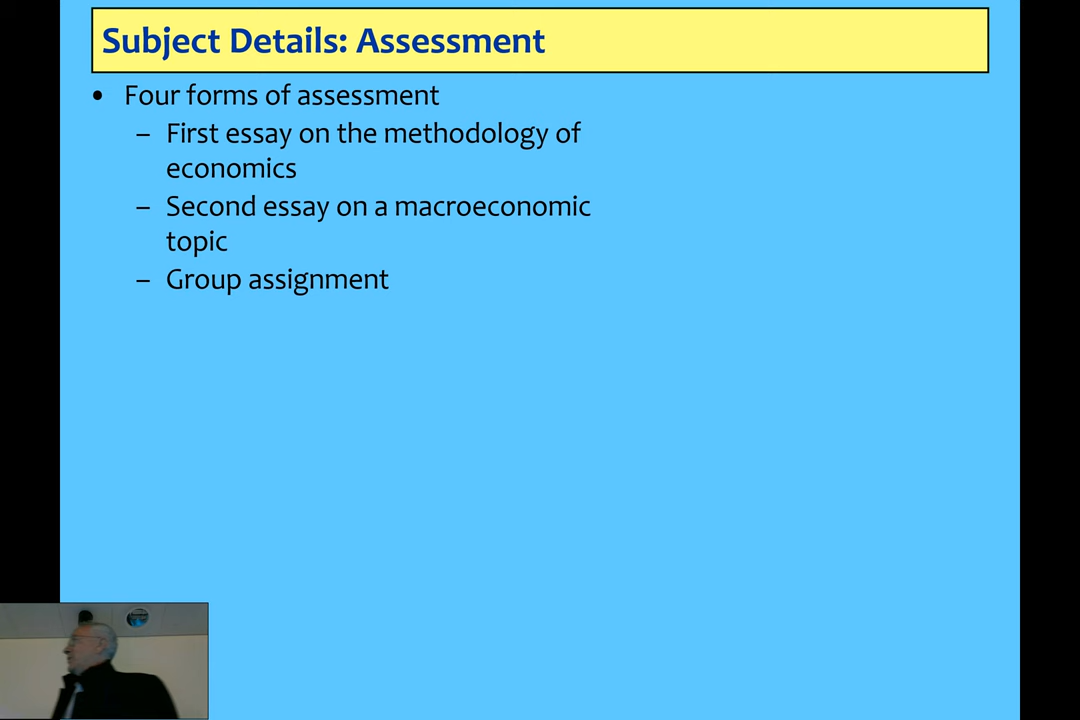 Subject Details: Assessment
• Four forms of assessment
– First essay on the methodology of
economics
– Second essay on a macroeconomic
topic
– Group assignment